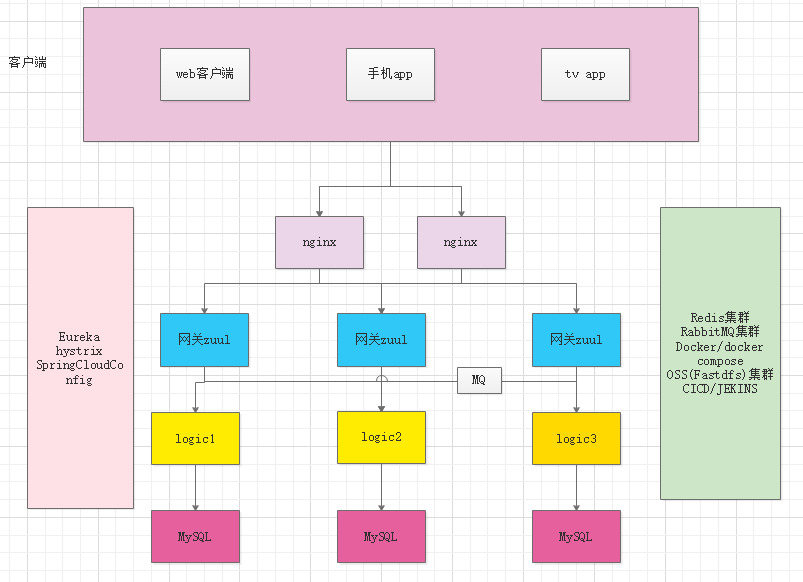 客户端
web客户端
手机app
tv app
nginx
nginx
网关zuul
网关zuul
网关zuul
MQ
logic1
logic2
logic3
MySQL
MySQL
MySQL
Eureka
hystrix
SpringCloudCo
nfig
Redis集群
RabbitMQ集群
Docker/docker
compose
OSS(Fastdfs)集群
CICD/JEKINS